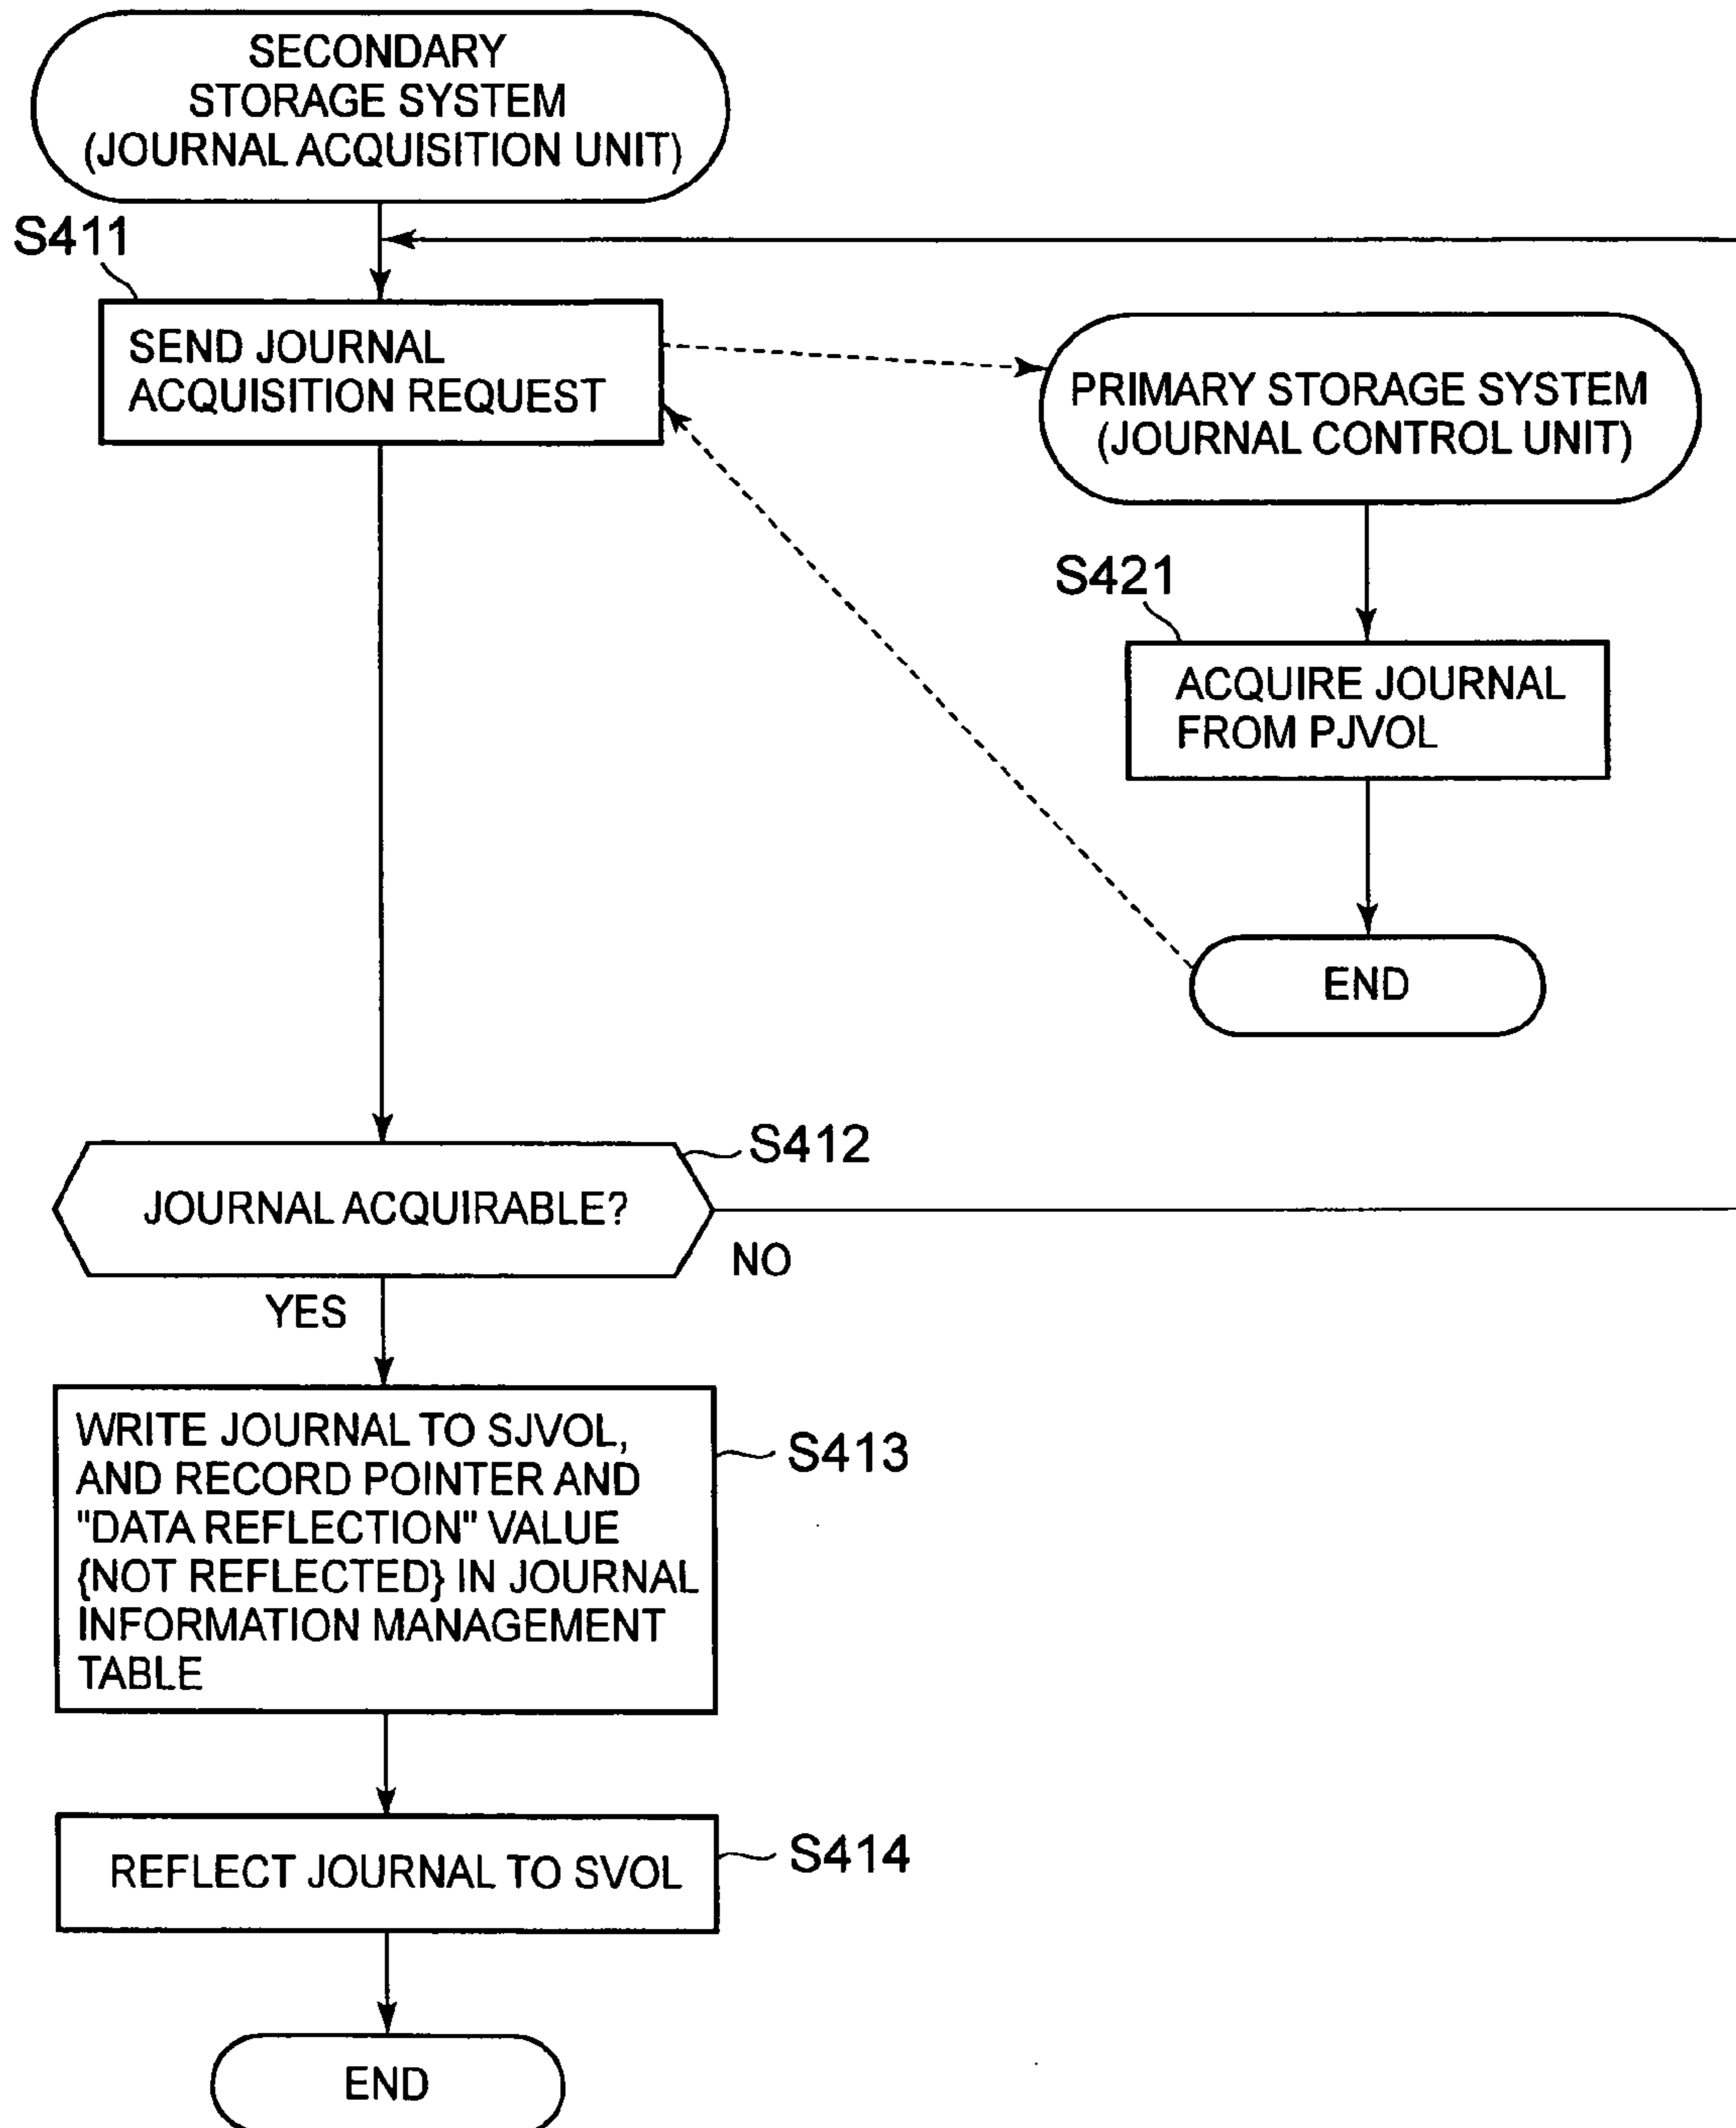 SECONDARY
STORAGE SYSTEM
(JOURNAL ACQUISITION UNIT)
S411
SEND JOURNAL
ACQUISITION REQUEST
PRIMARY STORAGE SYSTEM
(JOURNAL CONTROL UNIT)
S421
ACQUIRE JOURNAL
FROM PJVOL
END
S412
JOURNAL ACQUIRABLE?
NO
YES
WRITE JOURNAL TO SJVOL,
AND RECORD POINTER AND
"DATA REFLECTION" VALUE
{NOT REFLECTED} IN JOURNAL
INFORMATION MANAGEMENT
TABLE
S413
REFLECT JOURNAL TO SVOL
S414
END